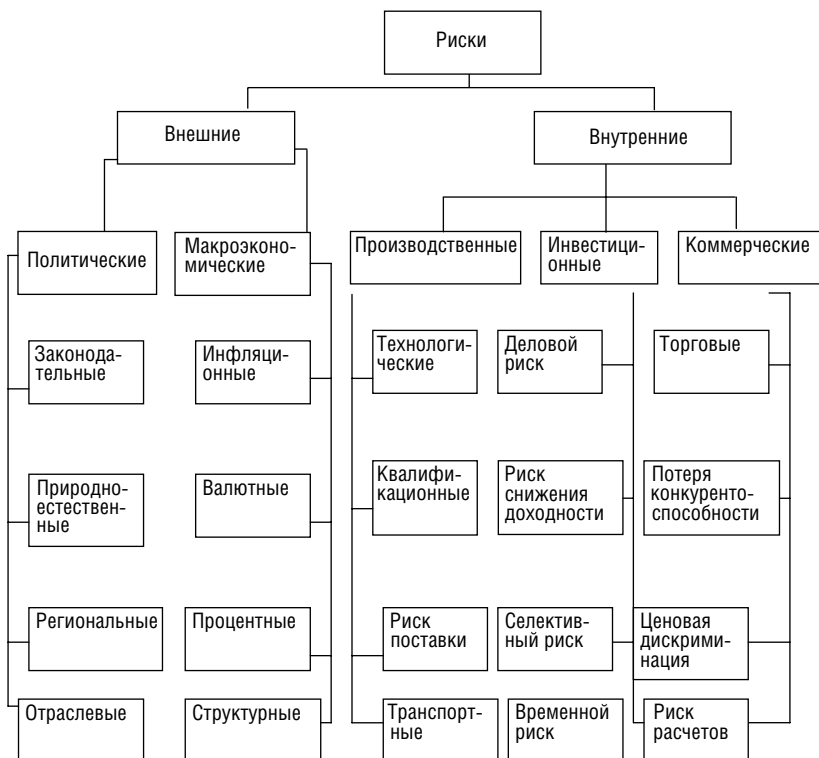 Риски
Внешние
Внутренние
Политические
Макроэконо-
мические
Производственные
Инвестици-
онные
Коммерческие
Законода-
тельные
Инфляци-
онные
Технологи-
ческие
Деловой
риск
Торговые
Природно-
естествен-
ные
Валютные
Квалифи-
кационные
Риск
снижения
доходности
Потеря
конкуренто-
способности
Региональные
Процентные
Риск
поставки
Селектив-
ный риск
Ценовая
дискрими-
нация
Отраслевые
Структурные
Транспорт-
ные
Временной
риск
Риск
расчетов